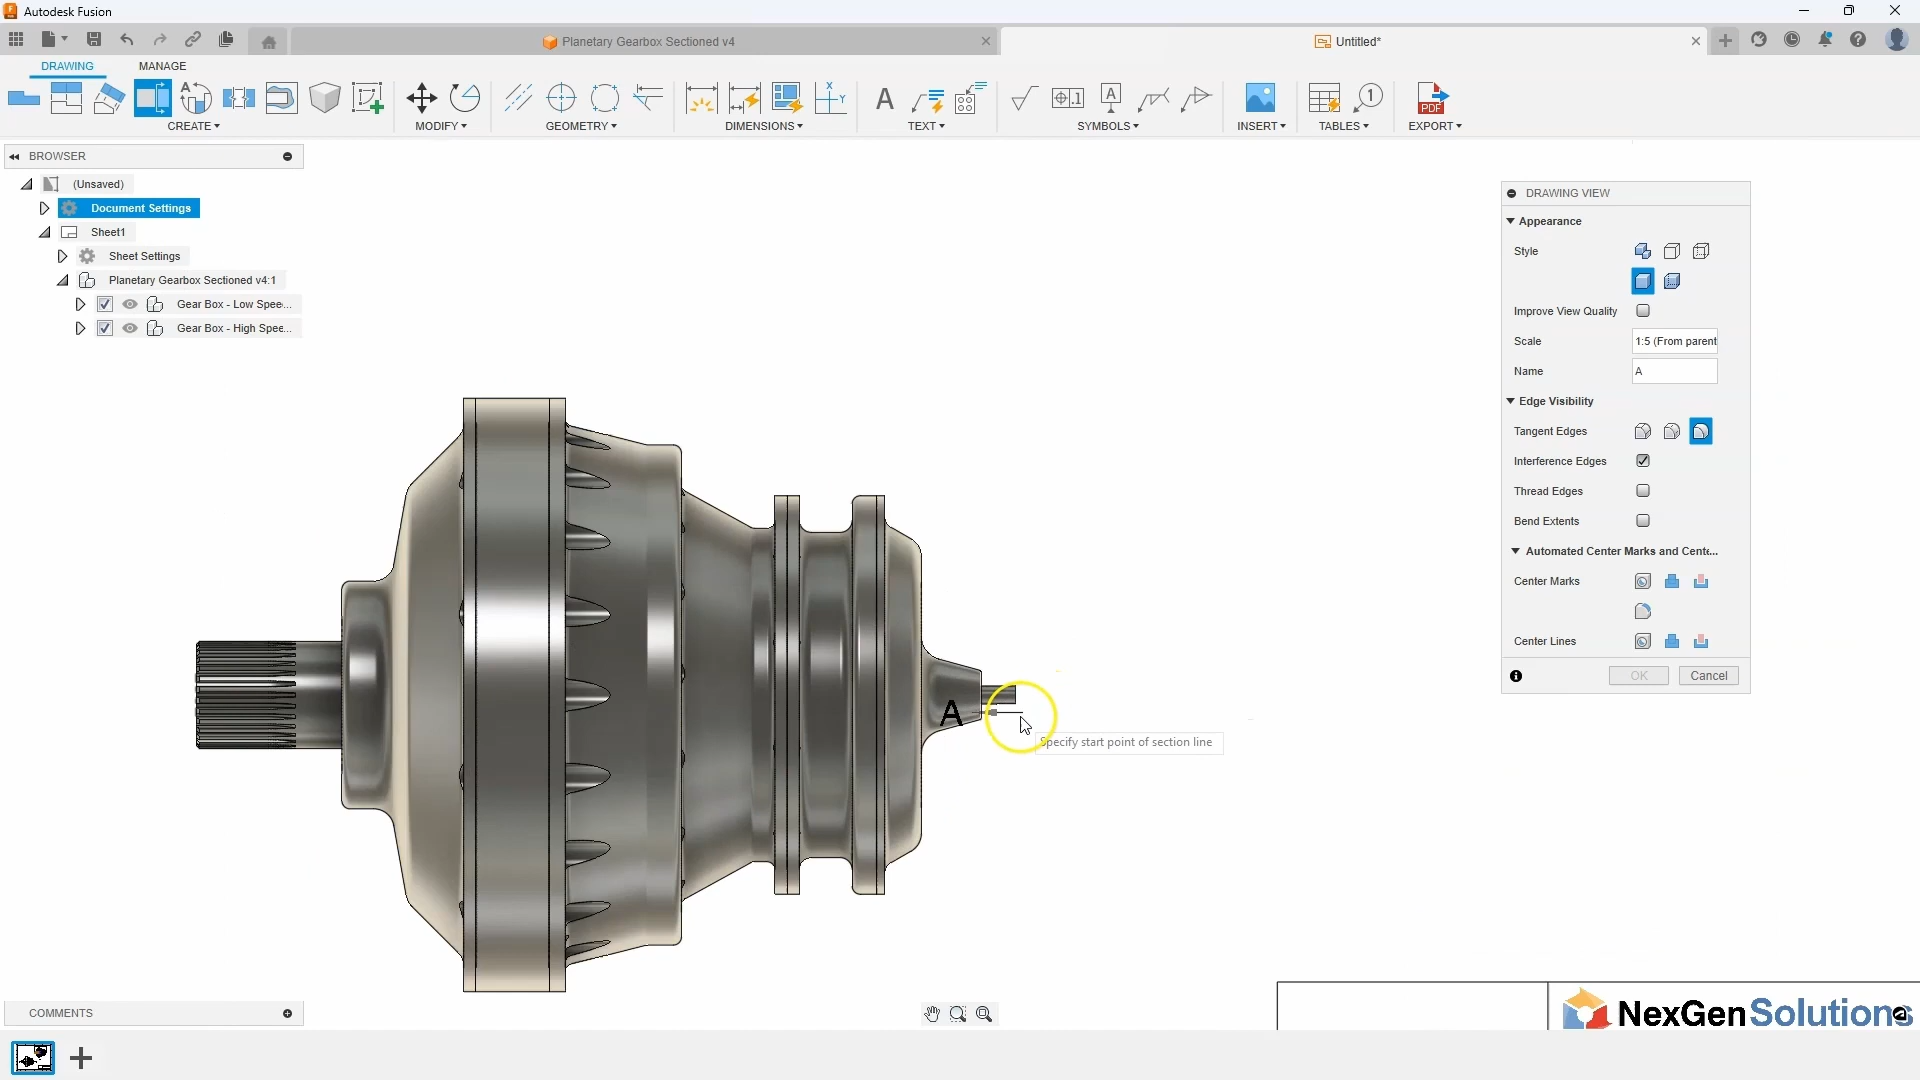 Autodesk Fusion
Planetary Gearbox Sectioned v4
Untitled*
DRAWING MANAGE
CREATE MODIFY GEOMETRY DIMENSIONS TEXT SYMBOLS INSERT TABLES EXPORT
BROWSER
(Unsaved)
Document Settings
Sheet1
Sheet Settings
Planetary Gearbox Sectioned v4:1
Gear Box - Low Spee...
Gear Box - High Spee...
DRAWING VIEW
Appearance
Style
Improve View Quality
Scale 1:5 (From parent
Name A
Edge Visibility
Tangent Edges
Interference Edges
Thread Edges
Bend Extents
Automated Center Marks and Cente...
Center Marks
Center Lines
OK Cancel
A
Specify start point of section line
COMMENTS
NexGenSolutions